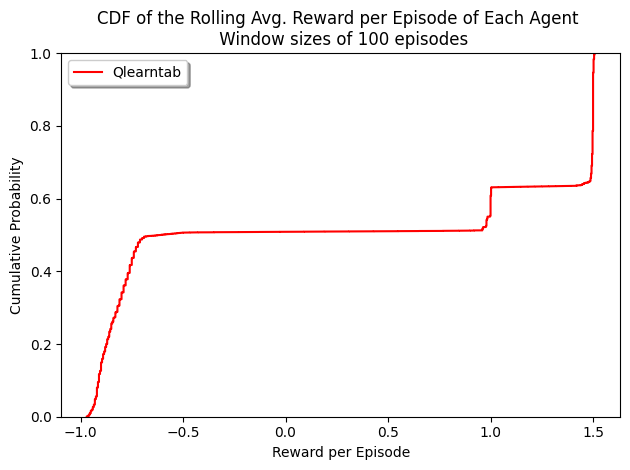 CDF of the Rolling Avg. Reward per Episode of Each Agent
Window sizes of 100 episodes
Qlearntab
Cumulative Probability
1.0
0.8
0.6
0.4
0.2
0.0
−1.0
−0.5
0.0
0.5
1.0
1.5
Reward per Episode